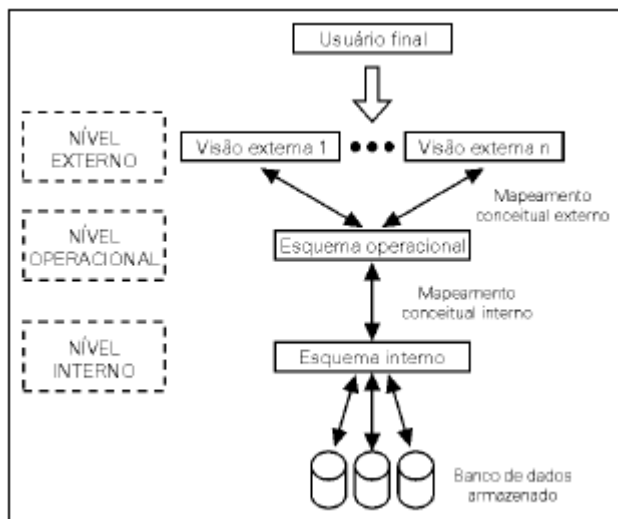 Usuário final
NÍVEL
EXTERNO
Visão externa 1
Visão externa n
Mapeamento
conceitual externo
NÍVEL
OPERACIONAL
Esquema operacional
Mapeamento
conceitual interno
NÍVEL
INTERNO
Esquema interno
Banco de dados
armazenado